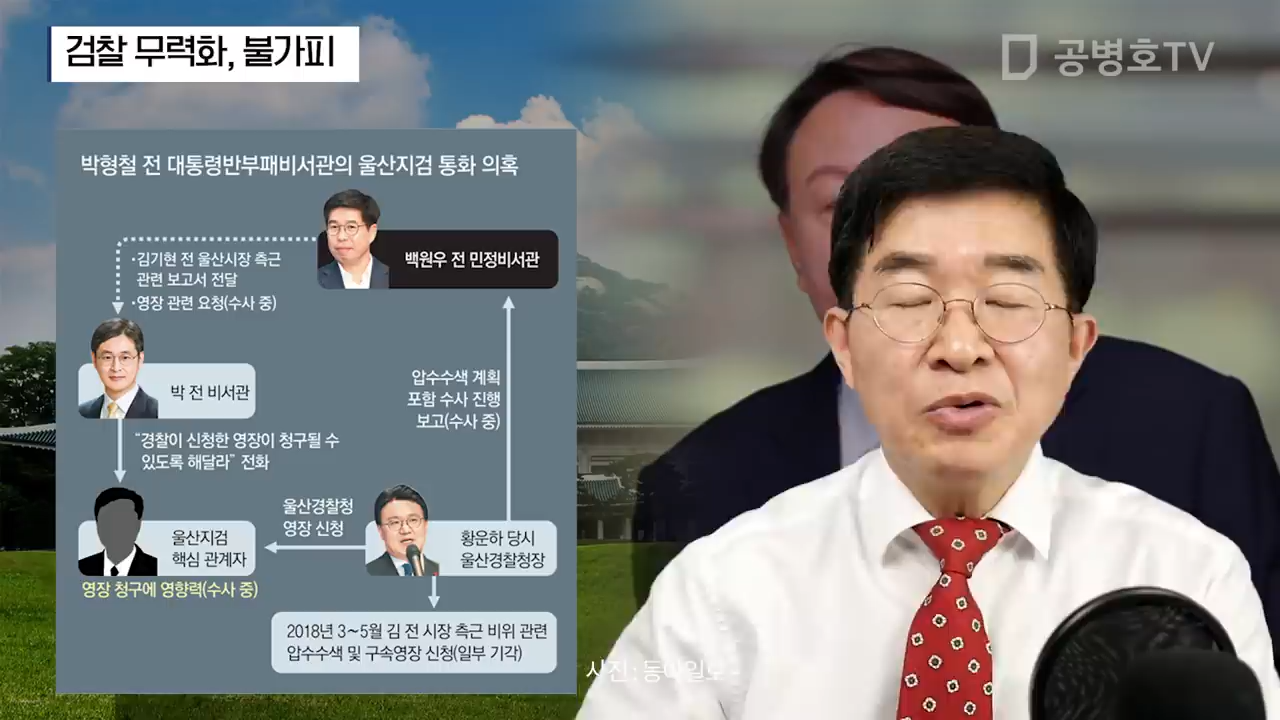 검찰 무력화, 불가피
공병호TV
박형철 전 대통령반부패비서관의 울산지검 통화 의혹
백원우 전 민정비서관
·김기현 전 울산시장 측근
관련 보고서 전달
·영장 관련 요청(수사 중)
박 전 비서관
압수수색 계획
포함 수사 진행
보고(수사 중)
“경찰이 신청한 영장이 청구될 수
있도록 해달라” 전화
울산지검
핵심 관계자
울산경찰청
영장 신청
황운하 당시
울산경찰청장
영장 청구에 영향력(수사 중)
2018년 3~5월 김 전 시장 측근 비위 관련
압수수색 및 구속영장 신청(일부 기각)
사진 : 동아일보